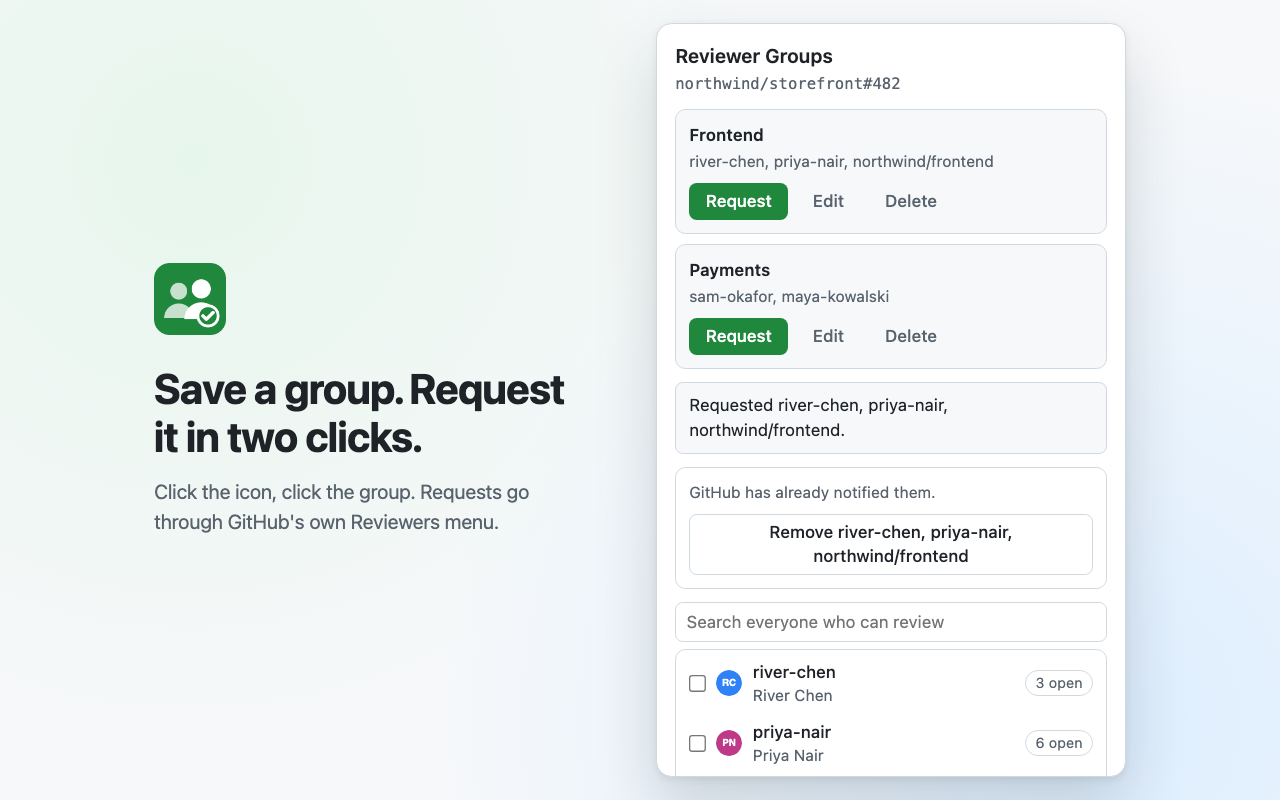 Save a group. Request
it in two clicks.
Click the icon, click the group. Requests go
through GitHub's own Reviewers menu.
Reviewer Groups
northwind/storefront#482
Frontend
river-chen, priya-nair, northwind/frontend
Request Edit Delete
Payments
sam-okafor, maya-kowalski
Request Edit Delete
Requested river-chen, priya-nair,
northwind/frontend.
GitHub has already notified them.
Remove river-chen, priya-nair,
northwind/frontend
Search everyone who can review
RC river-chen 3 open
River Chen
PN priya-nair 6 open
Priya Nair